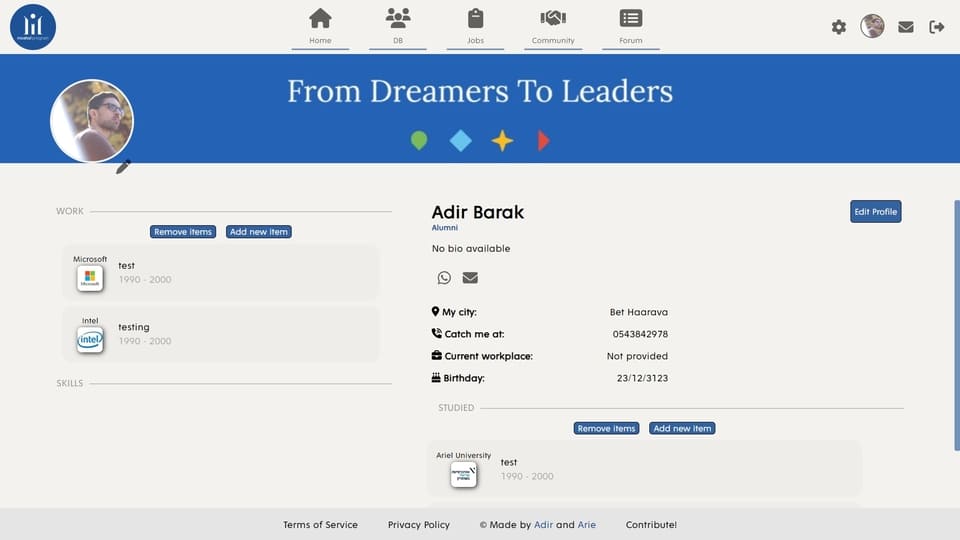 Home
DB
Jobs
Community
Forum
From Dreamers To Leaders
WORK
Remove items
Add new item
Microsoft
test
Microsoft
1990 - 2000
Intel
testing
intel
1990 - 2000
SKILLS
Adir Barak
Edit Profile
Alumni
No bio available
My city: Bet Haarava
Catch me at: 0543842978
Current workplace: Not provided
Birthday: 23/12/3123
STUDIED
Remove items
Add new item
Ariel University
test
1990 - 2000
Terms of Service
Privacy Policy
© Made by Adir and Arie
Contribute!